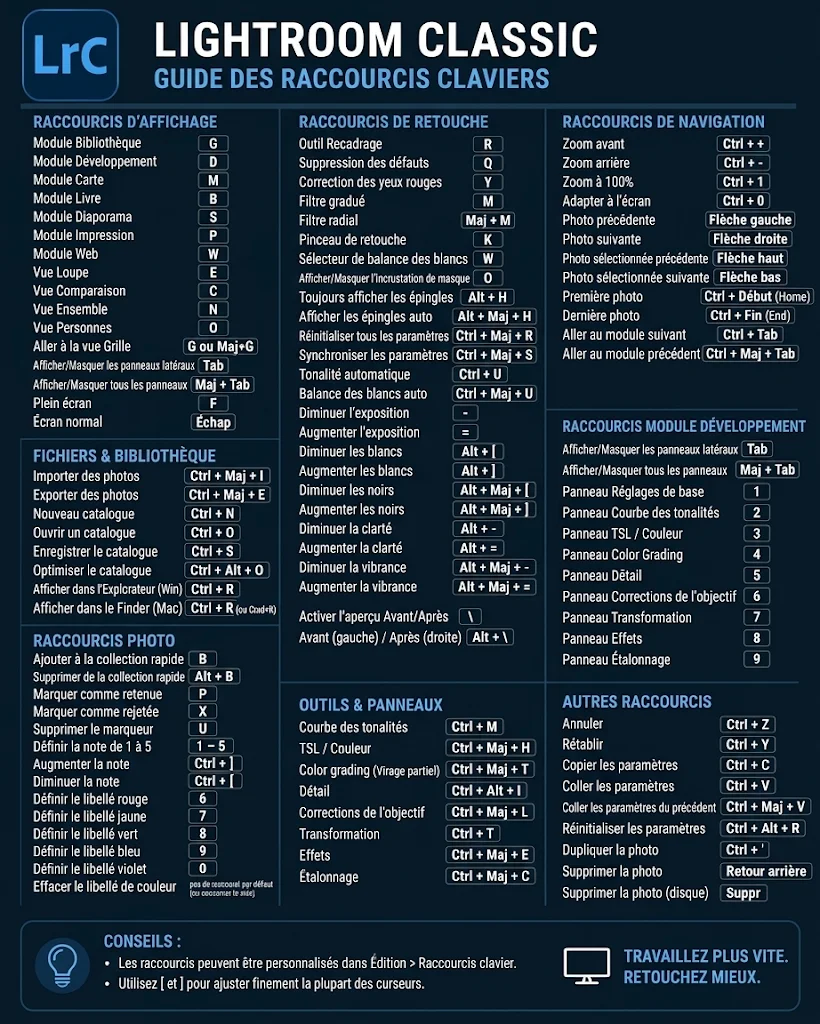 LrC
LIGHTROOM CLASSIC
GUIDE DES RACCOURCIS CLAVIERS
RACCOURCIS D'AFFICHAGE
Module Bibliothèque G
Module Développement D
Module Carte M
Module Livre B
Module Diaporama S
Module Impression P
Module Web W
Vue Loupe E
Vue Comparaison C
Vue Ensemble N
Vue Personnes O
Aller à la vue Grille G ou Maj+G
Afficher/Masquer les panneaux latéraux Tab
Afficher/Masquer tous les panneaux Maj + Tab
Plein écran F
Écran normal Échap
FICHIERS & BIBLIOTHÈQUE
Importer des photos Ctrl + Maj + I
Exporter des photos Ctrl + Maj + E
Nouveau catalogue Ctrl + N
Ouvrir un catalogue Ctrl + O
Enregistrer le catalogue Ctrl + S
Optimiser le catalogue Ctrl + Alt + O
Afficher dans l'Explorateur (Win) Ctrl + R
Afficher dans le Finder (Mac) Ctrl + R (ou Cmd+R)
RACCOURCIS PHOTO
Ajouter à la collection rapide B
Supprimer de la collection rapide Alt + B
Marquer comme retenue P
Marquer comme rejetée X
Supprimer le marqueur U
Définir la note de 1 à 5 1 – 5
Augmenter la note Ctrl + ]
Diminuer la note Ctrl + [
Définir le libellé rouge 6
Définir le libellé jaune 7
Définir le libellé vert 8
Définir le libellé bleu 9
Définir le libellé violet 0
Effacer le libellé de couleur pas de par défaut
RACCOURCIS DE RETOUCHE
Outil Recadrage R
Suppression des défauts Q
Correction des yeux rouges Y
Filtre gradué M
Filtre radial Maj + M
Pinceau de retouche K
Sélecteur de balance des blancs W
Afficher/Masquer l'incrustation de masque O
Toujours afficher les épingles Alt + H
Afficher les épingles auto Alt + Maj + H
Réinitialiser tous les paramètres Ctrl + Maj + R
Synchroniser les paramètres Ctrl + Maj + S
Tonalité automatique Ctrl + U
Balance des blancs auto Ctrl + Maj + U
Diminuer l'exposition -
Augmenter l'exposition =
Diminuer les blancs Alt + [
Augmenter les blancs Alt + ]
Diminuer les noirs Alt + Maj + [
Augmenter les noirs Alt + Maj + ]
Diminuer la clarté Alt + -
Augmenter la clarté Alt + =
Diminuer la vibrance Alt + Maj + -
Augmenter la vibrance Alt + Maj + =
Activer l'aperçu Avant/Après \
Avant (gauche) / Après (droite) Alt + \
OUTILS & PANNEAUX
Courbe des tonalités Ctrl + M
TSL / Couleur Ctrl + Maj + H
Color grading (Virage partiel) Ctrl + Maj + T
Détail Ctrl + Alt + I
Corrections de l'objectif Ctrl + Maj + L
Transformation Ctrl + T
Effets Ctrl + Maj + E
Étalonnage Ctrl + Maj + C
RACCOURCIS DE NAVIGATION
Zoom avant Ctrl + +
Zoom arrière Ctrl + -
Zoom à 100% Ctrl + 1
Adapter à l'écran Ctrl + 0
Photo précédente Flèche gauche
Photo suivante Flèche droite
Photo sélectionnée précédente Flèche haut
Photo sélectionnée suivante Flèche bas
Première photo Ctrl + Début (Home)
Dernière photo Ctrl + Fin (End)
Aller au module suivant Ctrl + Tab
Aller au module précédent Ctrl + Maj + Tab
RACCOURCIS MODULE DÉVELOPPEMENT
Afficher/Masquer les panneaux latéraux Tab
Afficher/Masquer tous les panneaux Maj + Tab
Panneau Réglages de base 1
Panneau Courbe des tonalités 2
Panneau TSL / Couleur 3
Panneau Color Grading 4
Panneau Détail 5
Panneau Corrections de l'objectif 6
Panneau Transformation 7
Panneau Effets 8
Panneau Étalonnage 9
AUTRES RACCOURCIS
Annuler Ctrl + Z
Rétablir Ctrl + Y
Copier les paramètres Ctrl + C
Coller les paramètres Ctrl + V
Coller les paramètres du précédent Ctrl + Maj + V
Réinitialiser les paramètres Ctrl + Alt + R
Dupliquer la photo Ctrl + '
Supprimer la photo Retour arrière
Supprimer la photo (disque) Suppr
CONSEILS :
• Les raccourcis peuvent être personnalisés dans Édition > Raccourcis clavier.
• Utilisez [ et ] pour ajuster finement la plupart des curseurs.
TRAVAILLEZ PLUS VITE.
RETOUCHEZ MIEUX.